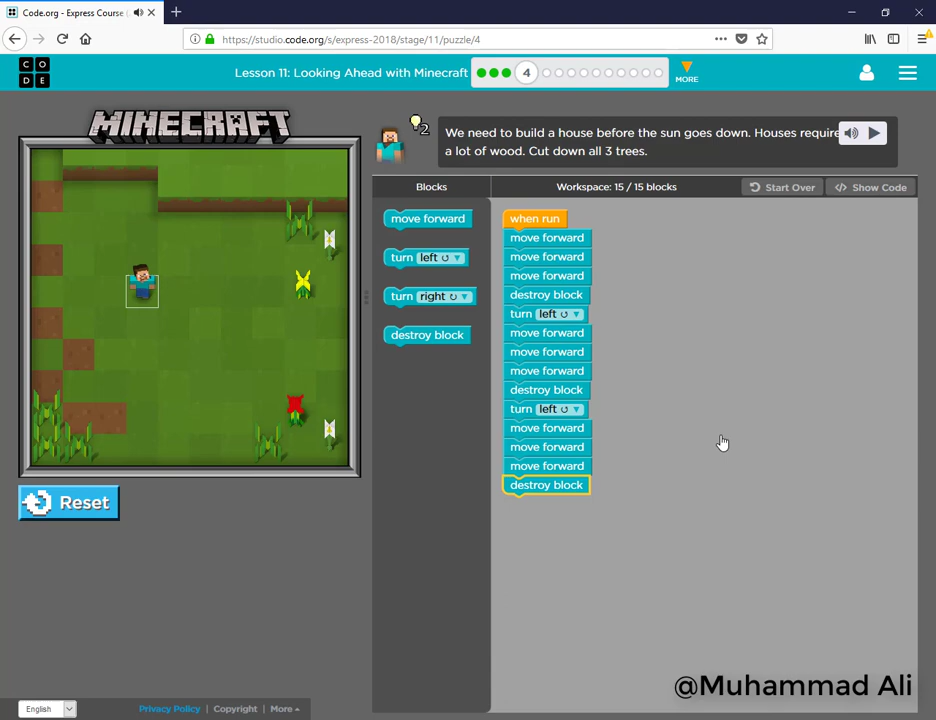 Code.org - Express Course (
https://studio.code.org/s/express-2018/stage/11/puzzle/4
C O D E
Lesson 11: Looking Ahead with Minecraft
4
MORE
MINECRAFT
2
We need to build a house before the sun goes down. Houses require
a lot of wood. Cut down all 3 trees.
Blocks
Workspace: 15 / 15 blocks
Start Over
Show Code
move forward
turn left
turn right
destroy block
when run
move forward
move forward
move forward
destroy block
turn left
move forward
move forward
move forward
destroy block
turn left
move forward
move forward
move forward
destroy block
Reset
@Muhammad Ali
English
Privacy Policy | Copyright | More